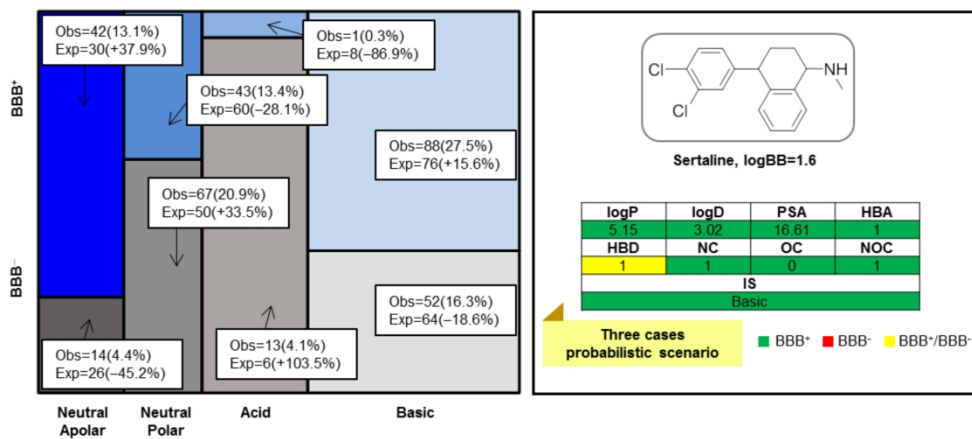 Obs=42(13.1%)
Exp=30(+37.9%)
Obs=1(0.3%)
Exp=8(−86.9%)
Obs=43(13.4%)
Exp=60(−28.1%)
Obs=88(27.5%)
Exp=76(+15.6%)
Obs=67(20.9%)
Exp=50(+33.5%)
Obs=52(16.3%)
Exp=64(−18.6%)
Obs=14(4.4%)
Exp=26(−45.2%)
Obs=13(4.1%)
Exp=6(+103.5%)
BBB⁺
BBB⁻
Neutral Apolar
Neutral Polar
Acid
Basic
Cl
Cl
NH
Sertaline, logBB=1.6
logP logD PSA HBA
5.15 3.02 16.61 1
HBD NC OC NOC
1 1 0 1
IS
Basic
Three cases
probabilistic scenario
BBB⁺ BBB⁻ BBB⁺/BBB⁻